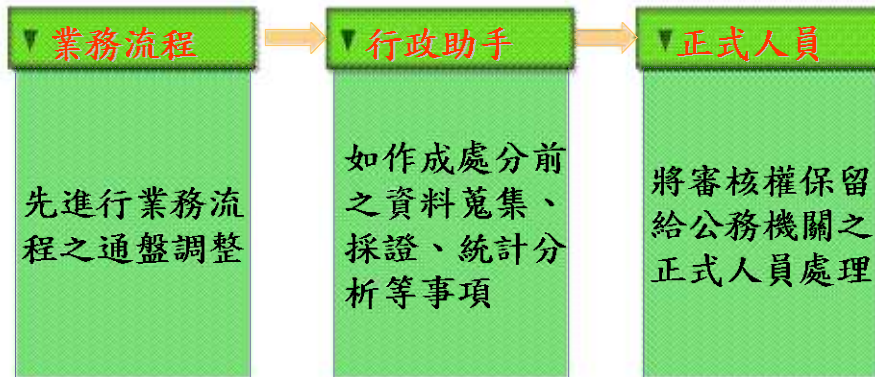 業務流程
先進行業務流
程之通盤調整
行政助手
如作成處分前
之資料蒐集、
採證、統計分
析等事項
正式人員
將審核權保留
給公務機關之
正式人員處理